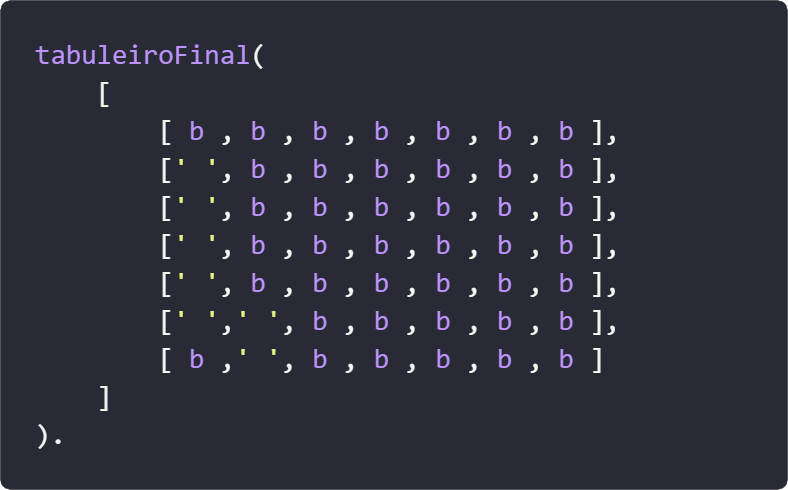 tabuleiroFinal(
    [
        [ b , b , b , b , b , b , b ],
        [' ', b , b , b , b , b , b ],
        [' ', b , b , b , b , b , b ],
        [' ', b , b , b , b , b , b ],
        [' ', b , b , b , b , b , b ],
        [' ',' ', b , b , b , b , b ],
        [ b ,' ', b , b , b , b , b ]
    ]
).